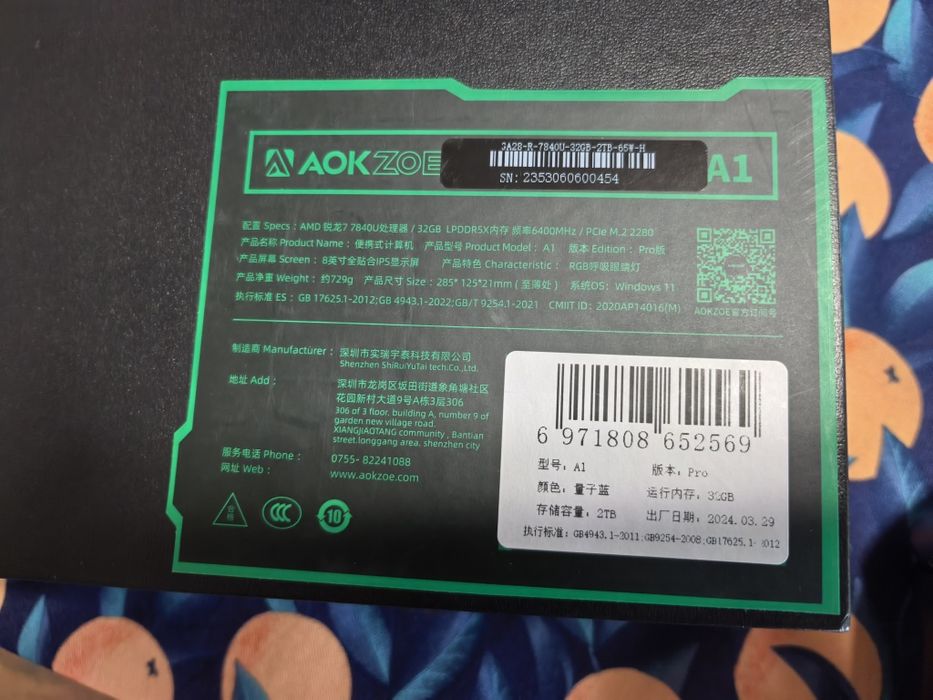 3A28-R-7840U-32GB-2TB-65W-H
AOKZOE A1
SN: 2353060600454
配置 Specs：AMD 锐龙7 7840U处理器 / 32GB LPDDR5X内存 频率6400MHz / PCIe M.2 2280
产品名称 Product Name：便携式计算机 产品型号 Product Model：A1 版本 Edition：Pro版
产品屏幕 Screen：8英寸全贴合IPS显示屏 产品特色 Characteristic：RGB呼吸眼睛灯
产品净重 Weight：约729g 产品尺寸 Size：285* 125*21mm ( 至薄处 ) 系统OS：Windows 11
执行标准 ES：GB 17625.1-2012;GB 4943.1-2022;GB/T 9254.1-2021 CMIIT ID：2020AP14016(M)
AOKZOE官方订阅号
制造商 Manufacturer：深圳市实瑞宇泰科技有限公司
Shenzhen ShiRuiYuTai tech.Co.,Ltd.
地址 Add：深圳市龙岗区坂田街道象角塘社区
花园新村大道9号A栋3层306
306 of 3 floor. building A, number 9 of
garden new village road.
XIANGJIAOTANG community , Bantian
street.longgang area. shenzhen city
服务电话 Phone：0755- 82241088
网址 Web：www.aokzoe.com
合格
CCC
10
6 971808 652569
型号：A1 版本：Pro
颜色：量子蓝 运行内存：32GB
存储容量：2TB 出厂日期：2024.03.29
执行标准：GB4943.1-2011;GB9254-2008;GB17625.1-2012